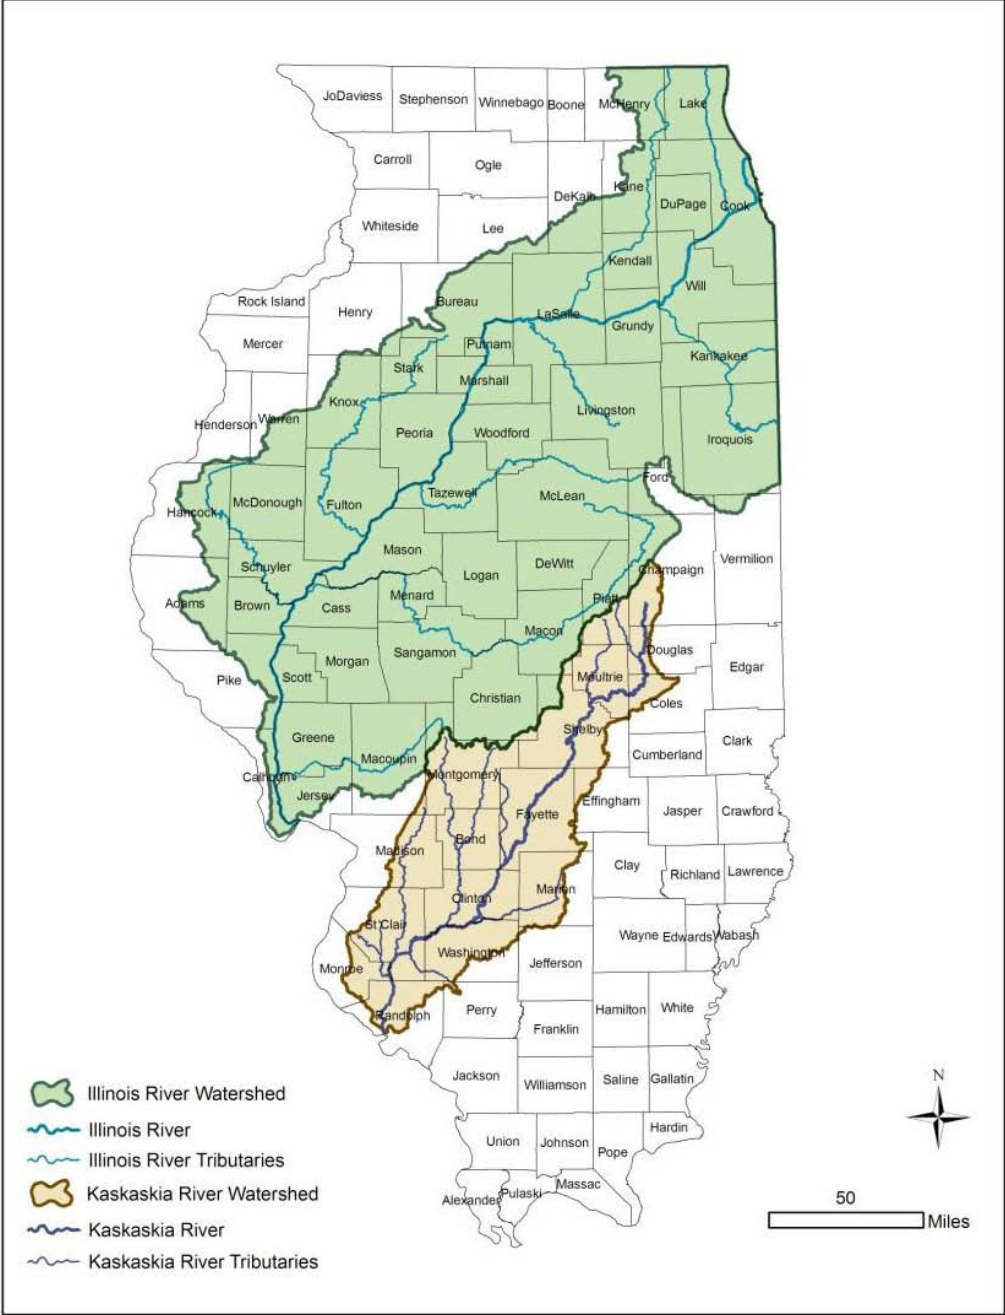 JoDaviess
Stephenson
Winnebago
Boone
McHenry
Lake
Carroll
Ogle
DeKalb
Kane
DuPage
Cook
Whiteside
Lee
Kendall
Will
Rock Island
Henry
Bureau
LaSalle
Grundy
Mercer
Putnam
Kankakee
Stark
Marshall
Knox
Livingston
Henderson
Warren
Peoria
Woodford
Iroquois
Ford
Hancock
McDonough
Fulton
Tazewell
McLean
Mason
Vermilion
Schuyler
Logan
DeWitt
Champaign
Adams
Brown
Cass
Menard
Piatt
Macon
Morgan
Sangamon
Douglas
Edgar
Pike
Scott
Moultrie
Christian
Coles
Greene
Shelby
Clark
Macoupin
Cumberland
Calhoun
Montgomery
Jersey
Effingham
Jasper
Crawford
Fayette
Madison
Bond
Clay
Richland
Lawrence
Marion
Clinton
St Clair
Wayne
Edwards
Wabash
Washington
Jefferson
Monroe
Randolph
Perry
Hamilton
White
Franklin
Jackson
Williamson
Saline
Gallatin
Union
Johnson
Hardin
Pope
Massac
Alexander
Pulaski
Illinois River Watershed
Illinois River
Illinois River Tributaries
Kaskaskia River Watershed
Kaskaskia River
Kaskaskia River Tributaries
N
50
Miles